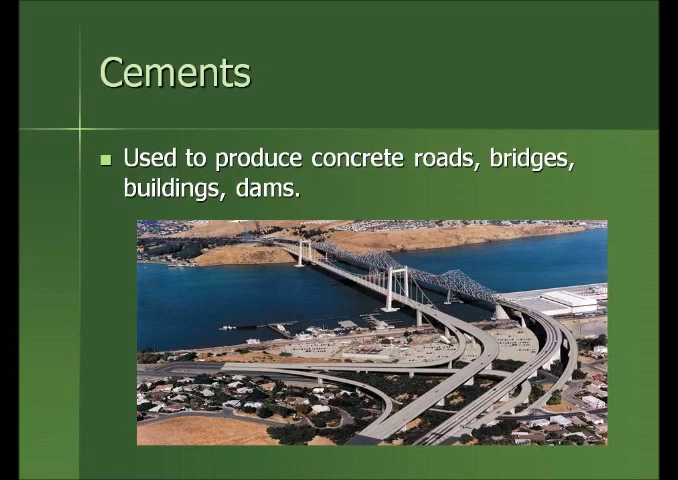 Cements
Used to produce concrete roads, bridges,
buildings, dams.